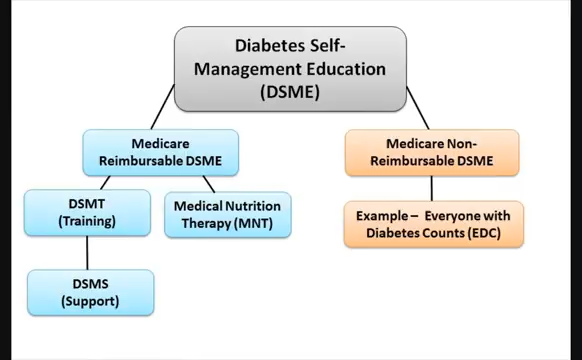 Diabetes Self-
Management Education
(DSME)
Medicare
Reimbursable DSME
Medicare Non-
Reimbursable DSME
DSMT
(Training)
Medical Nutrition
Therapy (MNT)
Example – Everyone with
Diabetes Counts (EDC)
DSMS
(Support)